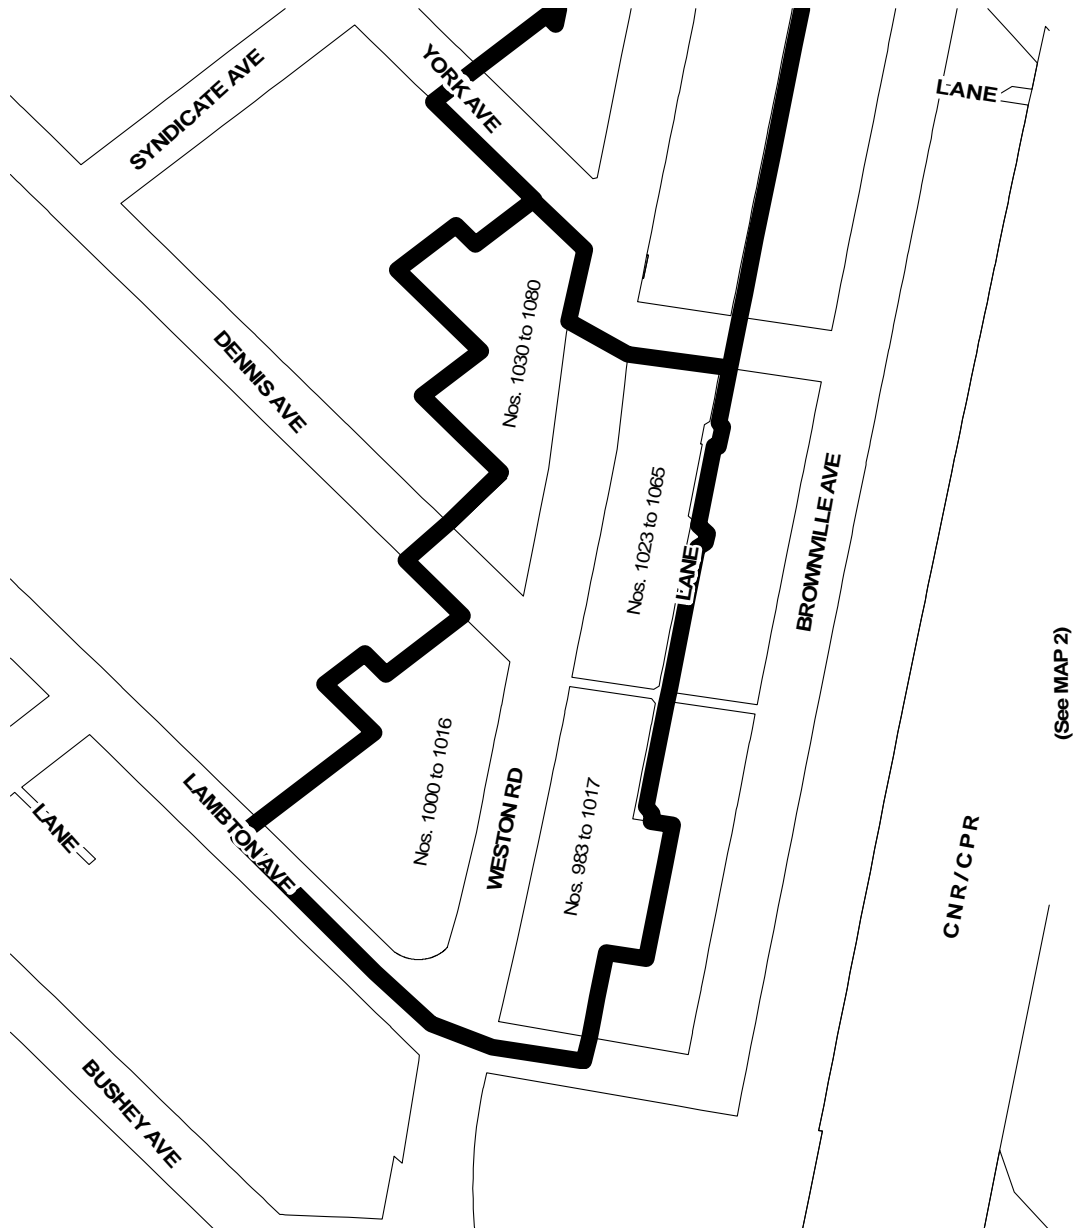 SYNDICATE AVE
YORK AVE
LANE
DENNIS AVE
Nos. 1030 to 1080
Nos. 1023 to 1065
LANE
BROWNVILLE AVE
(See MAP 2)
Nos. 1000 to 1016
WESTON RD
Nos. 983 to 1017
LAMBTON AVE
LANE
CNR/CPR
BUSHEY AVE